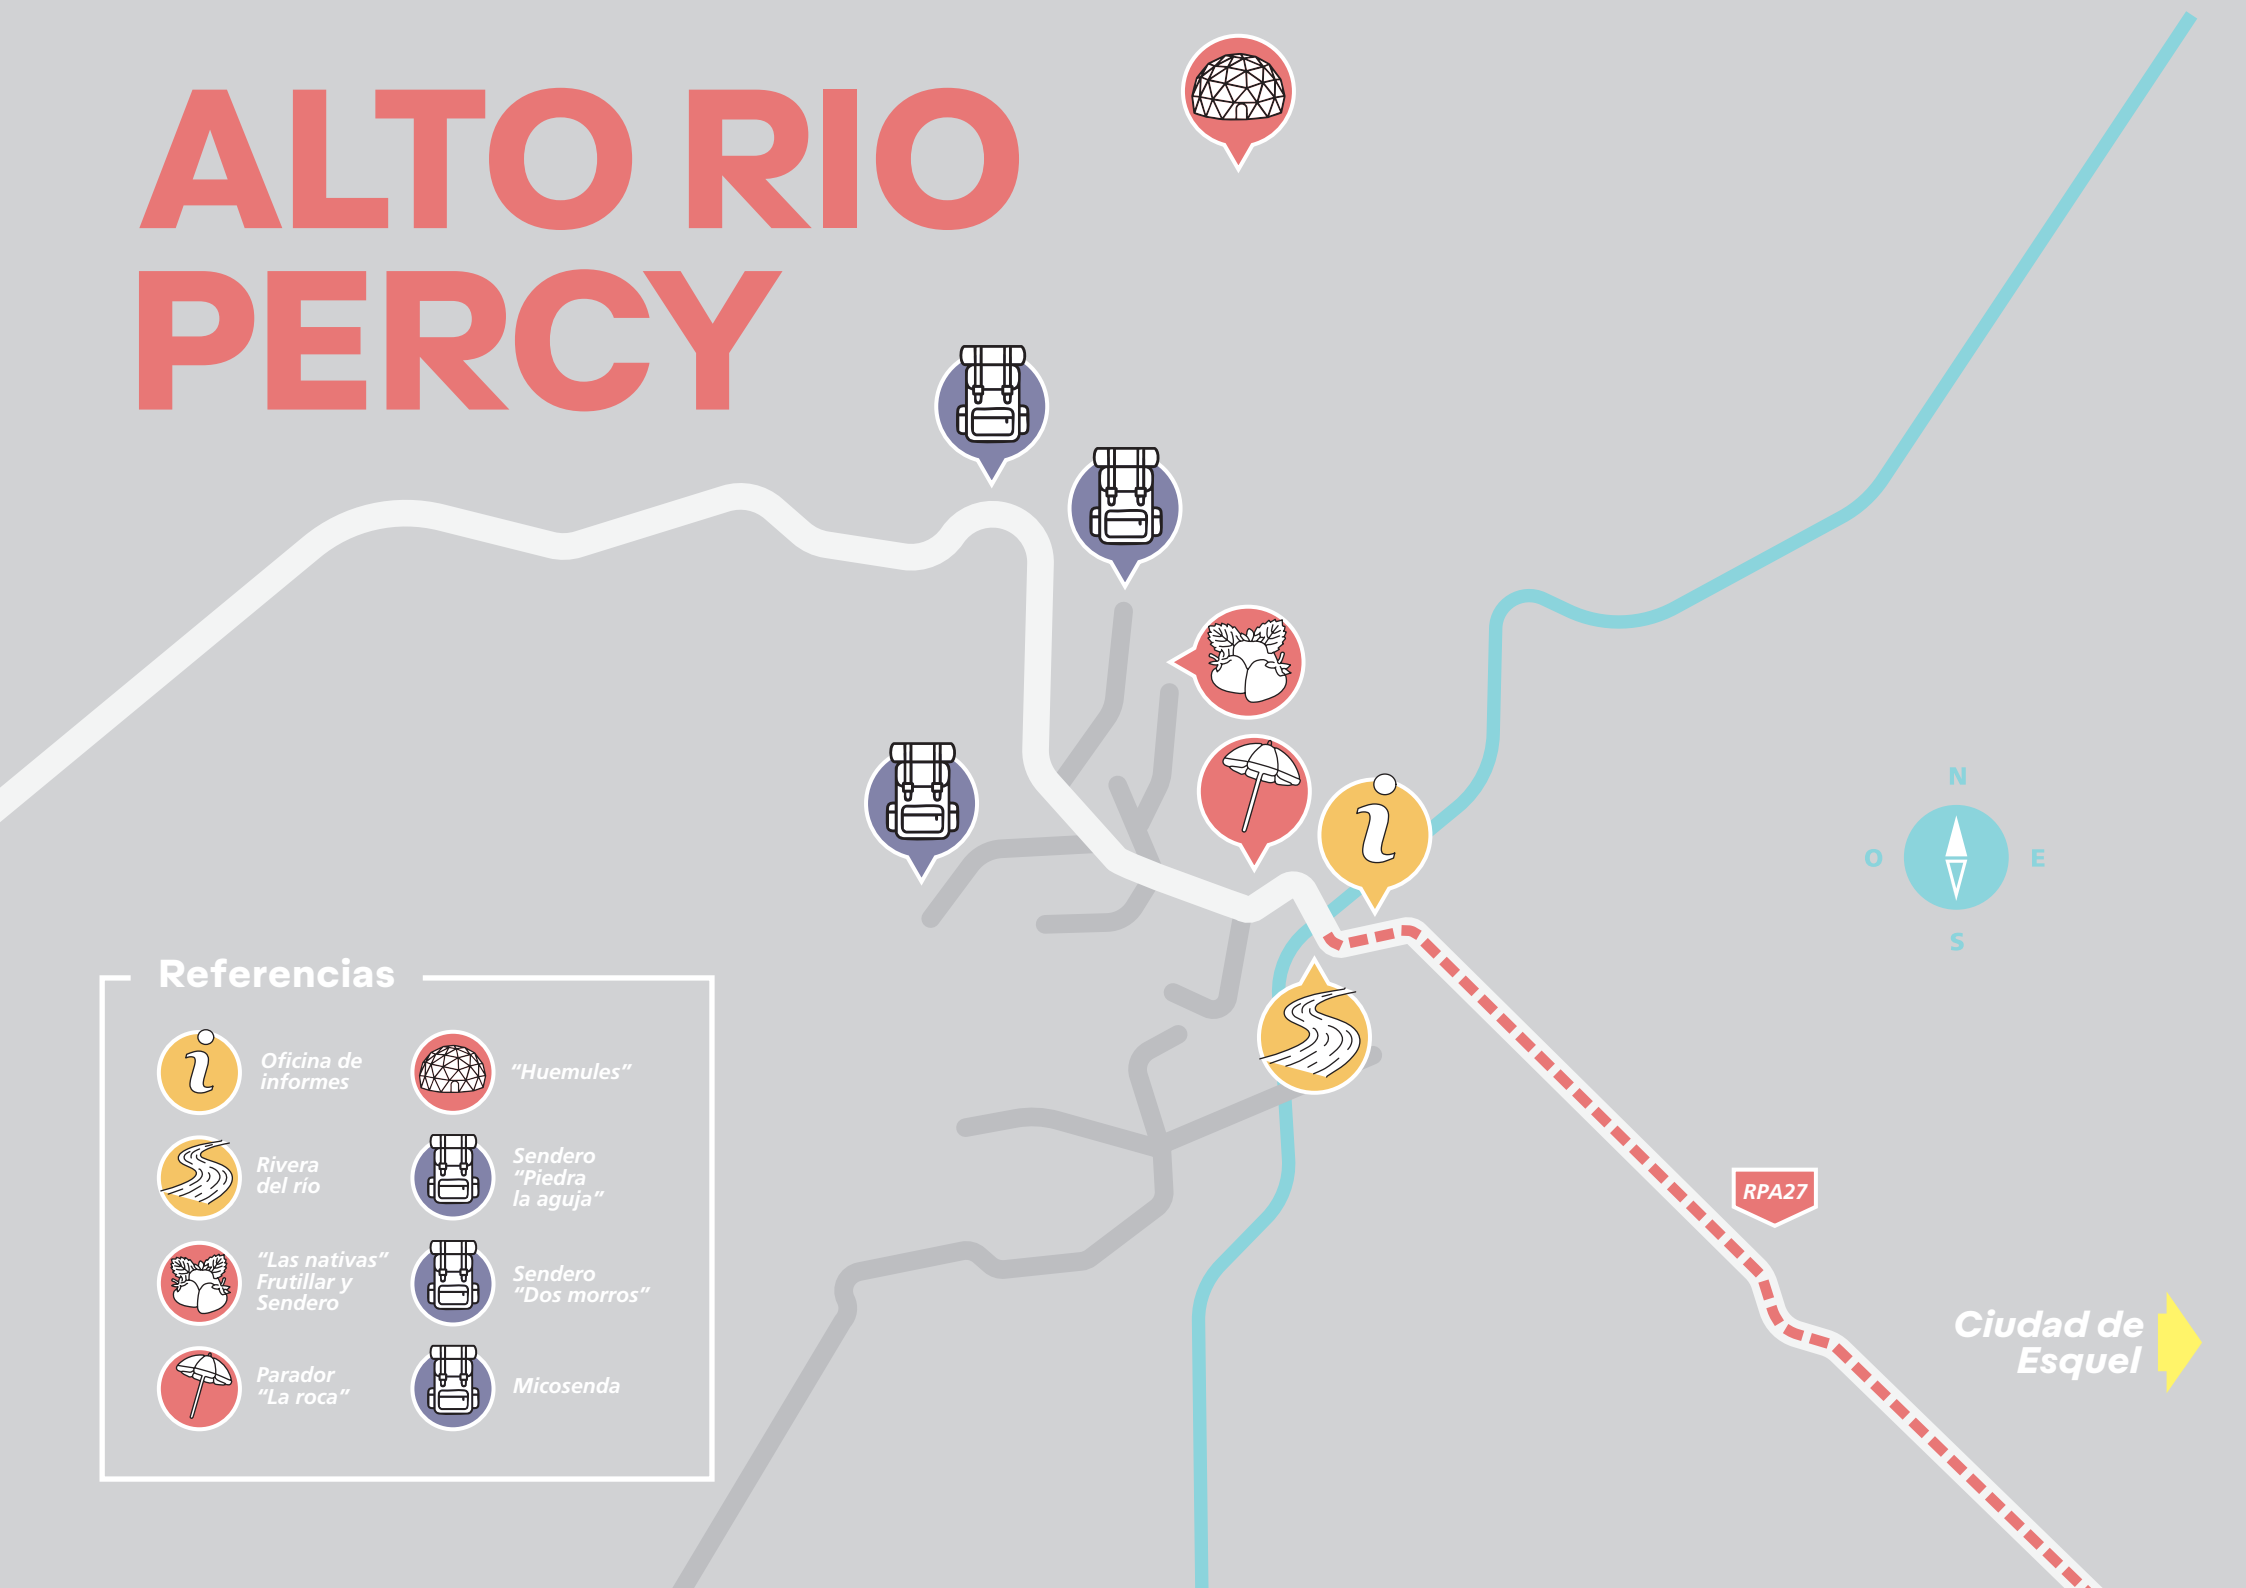 ALTO RIO
PERCY
N
O
E
S
Referencias
Oficina de
informes
Rivera
del río
“Las nativas”
Frutillar y
Sendero
Parador
“La roca”
“Huemules”
Sendero
“Piedra
la aguja”
Sendero
“Dos morros”
Micosenda
RPA27
Ciudad de
Esquel